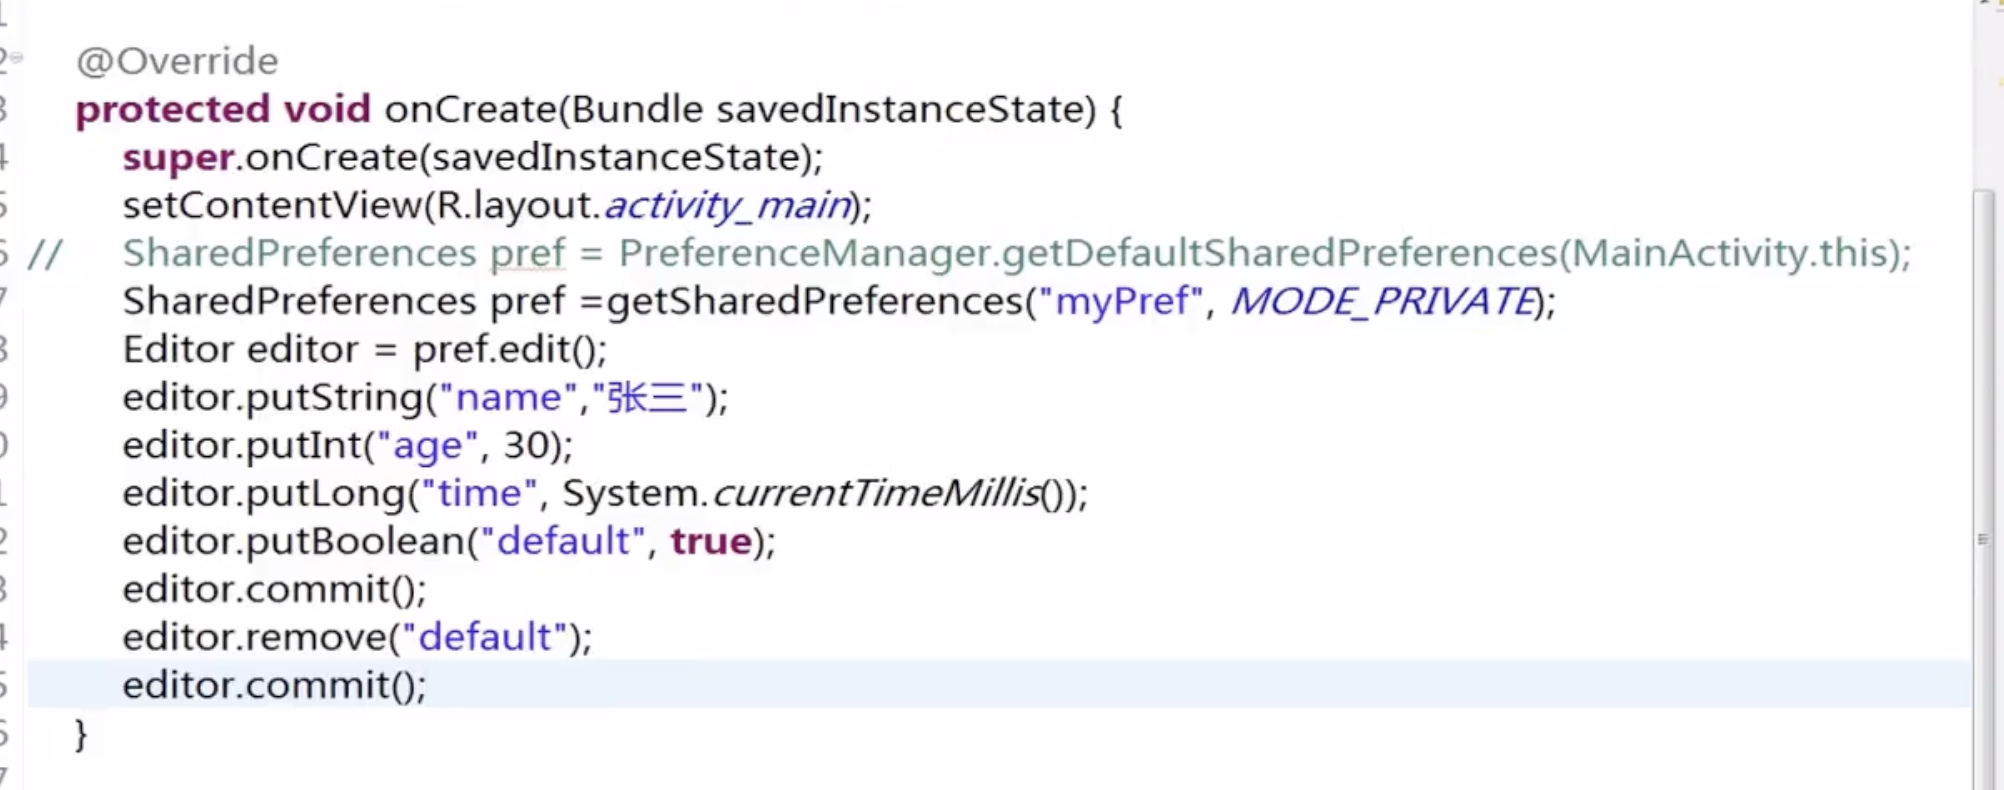 @Override
protected void onCreate(Bundle savedInstanceState) {
super.onCreate(savedInstanceState);
setContentView(R.layout.activity_main);
// SharedPreferences pref = PreferenceManager.getDefaultSharedPreferences(MainActivity.this);
SharedPreferences pref =getSharedPreferences("myPref", MODE_PRIVATE);
Editor editor = pref.edit();
editor.putString("name","张三");
editor.putInt("age", 30);
editor.putLong("time", System.currentTimeMillis());
editor.putBoolean("default", true);
editor.commit();
editor.remove("default");
editor.commit();
}